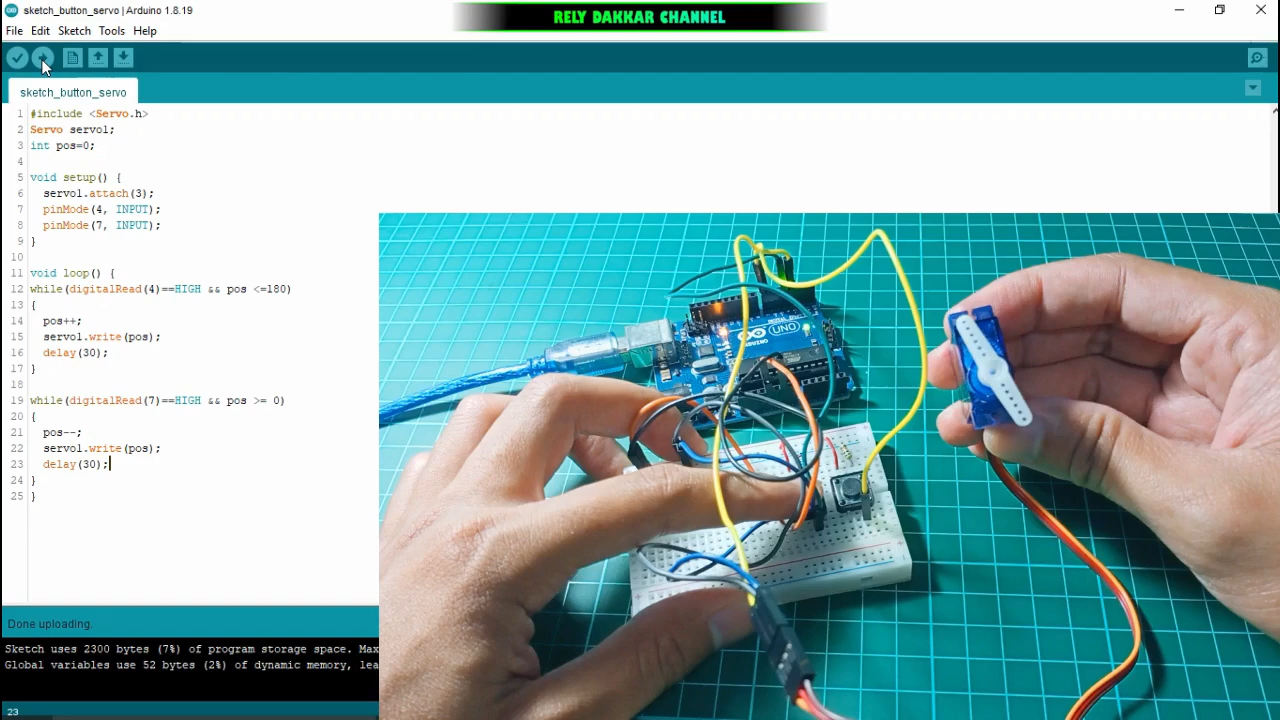 sketch_button_servo | Arduino 1.8.19
RELY DAKKAR CHANNEL
File Edit Sketch Tools Help
sketch_button_servo
1 #include <Servo.h>
2 Servo servo1;
3 int pos=0;
4
5 void setup() {
6 servo1.attach(3);
7 pinMode(4, INPUT);
8 pinMode(7, INPUT);
9 }
10
11 void loop() {
12 while(digitalRead(4)==HIGH && pos <=180)
13 {
14 pos++;
15 servo1.write(pos);
16 delay(30);
17 }
18
19 while(digitalRead(7)==HIGH && pos >= 0)
20 {
21 pos--;
22 servo1.write(pos);
23 delay(30);
24 }
25 }
UNO
Done uploading.
Sketch uses 2300 bytes (7%) of program storage space. Max
Global variables use 52 bytes (2%) of dynamic memory, lea
23